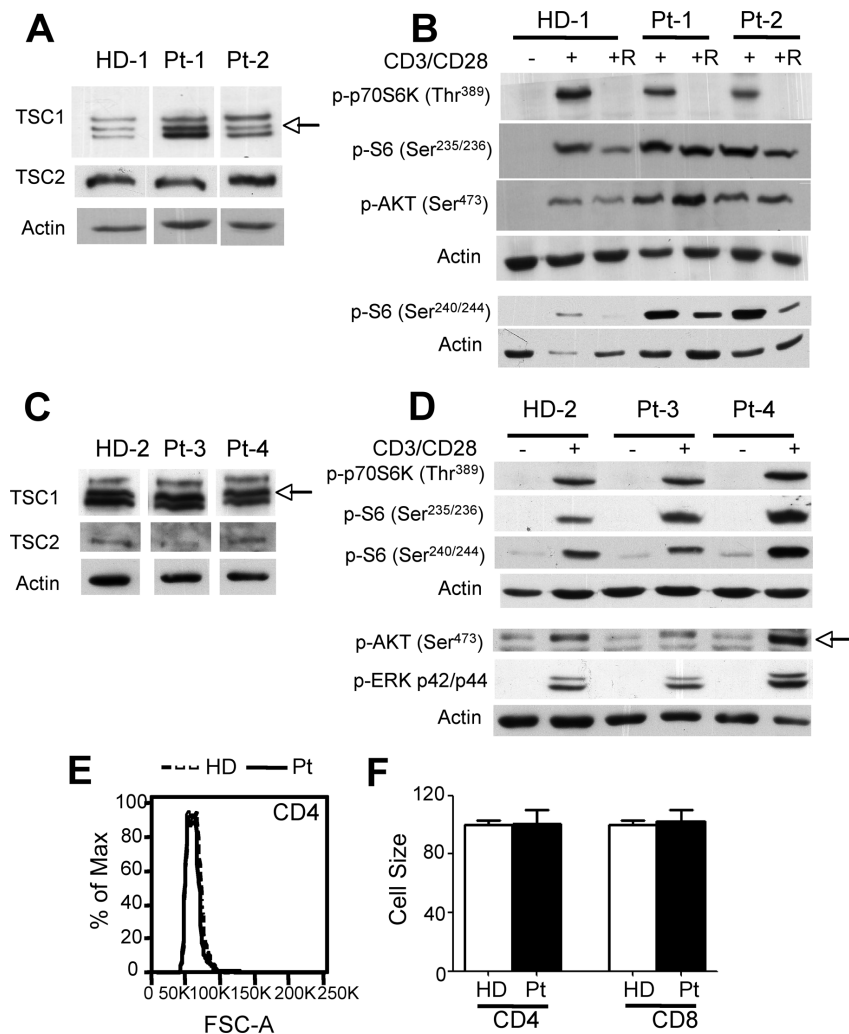 A
HD-1 Pt-1 Pt-2
TSC1
TSC2
Actin
B
HD-1 Pt-1 Pt-2
CD3/CD28 - + +R + +R + +R
p-p70S6K (Thr389)
p-S6 (Ser235/236)
p-AKT (Ser473)
Actin
p-S6 (Ser240/244)
Actin
C
HD-2 Pt-3 Pt-4
TSC1
TSC2
Actin
D
HD-2 Pt-3 Pt-4
CD3/CD28 - + - + - +
p-p70S6K (Thr389)
p-S6 (Ser235/236)
p-S6 (Ser240/244)
Actin
p-AKT (Ser473)
p-ERK p42/p44
Actin
E
HD Pt
CD4
% of Max
100
80
60
40
20
0
0 50K 100K 150K 200K 250K
FSC-A
F
Cell Size
120
80
40
0
HD Pt HD Pt
CD4 CD8